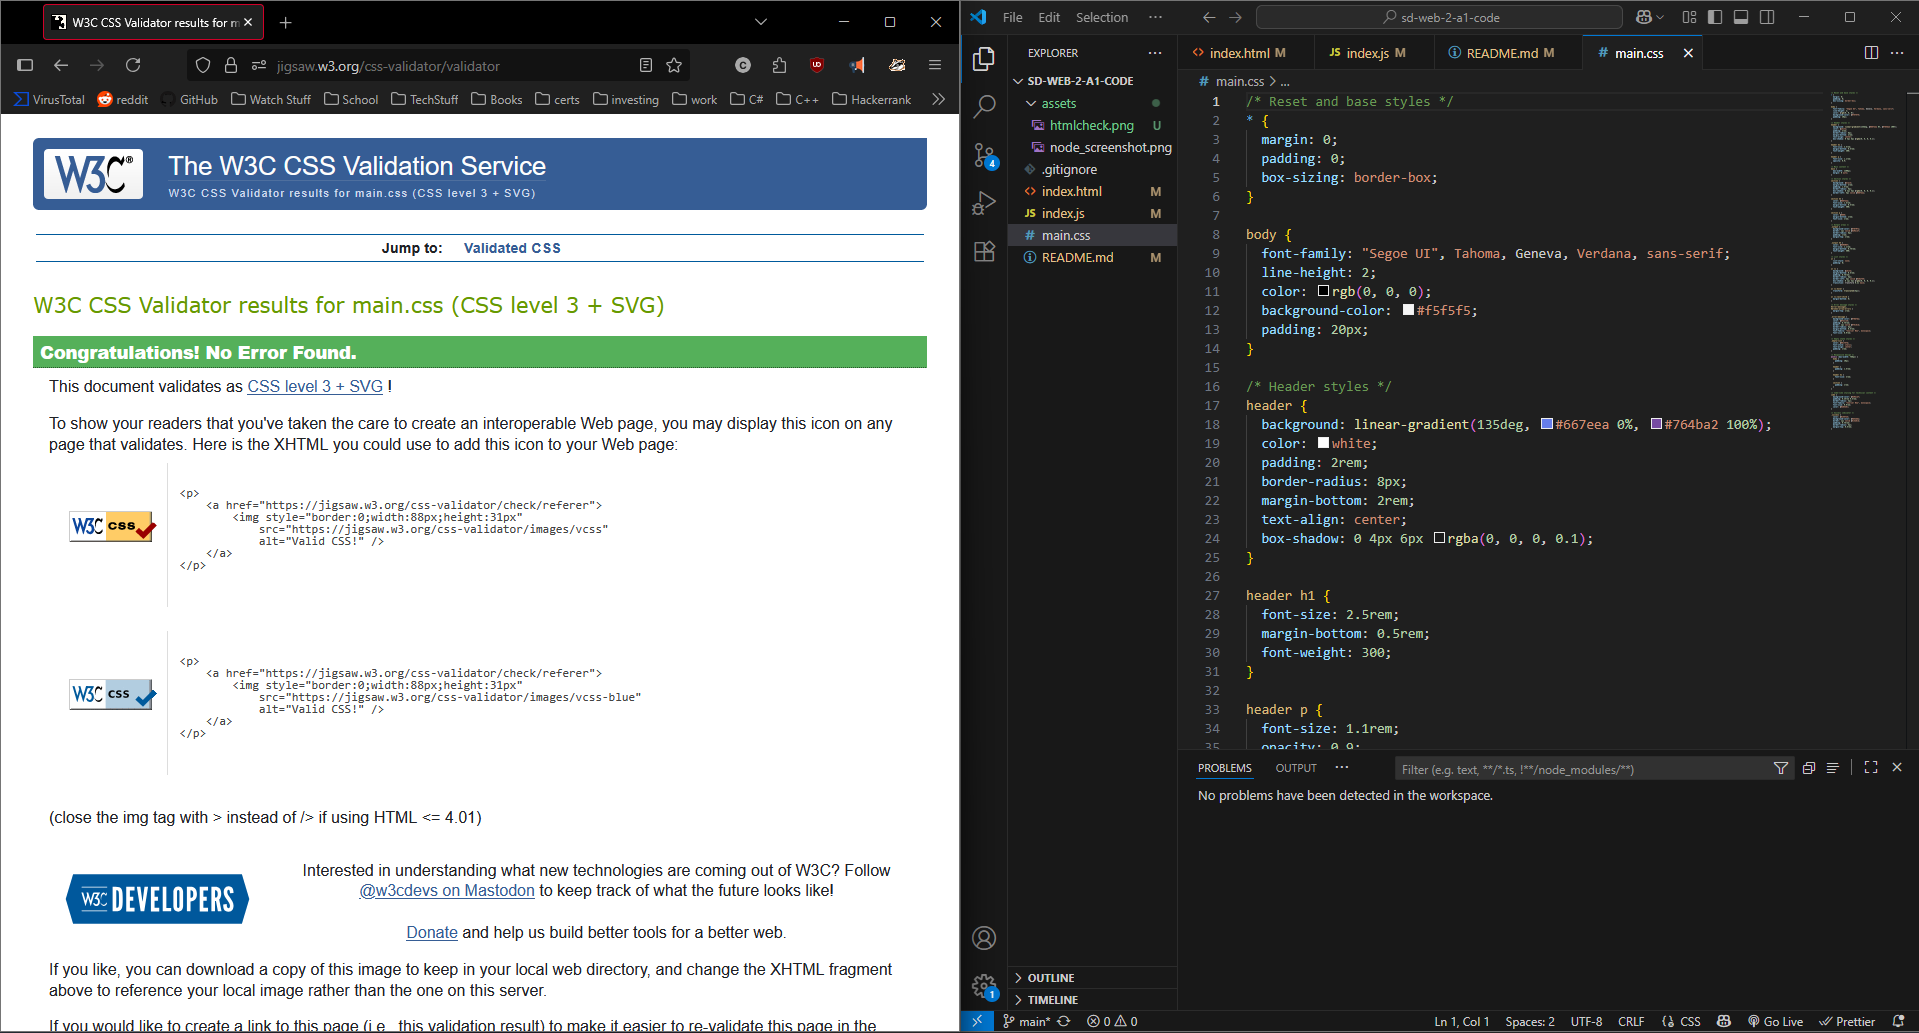 W3C CSS Validator results for m
jigsaw.w3.org/css-validator/validator
VirusTotal
reddit
GitHub
Watch Stuff
School
TechStuff
Books
certs
investing
work
C#
C++
Hackerrank
W3C®
The W3C CSS Validation Service
W3C CSS Validator results for main.css (CSS level 3 + SVG)
Jump to: Validated CSS
W3C CSS Validator results for main.css (CSS level 3 + SVG)
Congratulations! No Error Found.
This document validates as CSS level 3 + SVG !
To show your readers that you've taken the care to create an interoperable Web page, you may display this icon on any
page that validates. Here is the XHTML you could use to add this icon to your Web page:
W3C css
<p>
<a href="https://jigsaw.w3.org/css-validator/check/referer">
<img style="border:0;width:88px;height:31px"
src="https://jigsaw.w3.org/css-validator/images/vcss"
alt="Valid CSS!" />
</a>
</p>
W3C css
<p>
<a href="https://jigsaw.w3.org/css-validator/check/referer">
<img style="border:0;width:88px;height:31px"
src="https://jigsaw.w3.org/css-validator/images/vcss-blue"
alt="Valid CSS!" />
</a>
</p>
(close the img tag with > instead of /> if using HTML <= 4.01)
W3C DEVELOPERS
Interested in understanding what new technologies are coming out of W3C? Follow
@w3cdevs on Mastodon to keep track of what the future looks like!
Donate and help us build better tools for a better web.
If you like, you can download a copy of this image to keep in your local web directory, and change the XHTML fragment
above to reference your local image rather than the one on this server.
If you would like to create a link to this page (i.e., this validation result) to make it easier to re-validate this page in the
File Edit Selection ···
sd-web-2-a1-code
EXPLORER
SD-WEB-2-A1-CODE
assets
htmlcheck.png U
node_screenshot.png
.gitignore
index.html M
index.js M
main.css
README.md M
OUTLINE
TIMELINE
4
1
index.html M
index.js M
README.md M
main.css
# main.css > ...
1 /* Reset and base styles */
2 * {
3 margin: 0;
4 padding: 0;
5 box-sizing: border-box;
6 }
7
8 body {
9 font-family: "Segoe UI", Tahoma, Geneva, Verdana, sans-serif;
10 line-height: 2;
11 color: rgb(0, 0, 0);
12 background-color: #f5f5f5;
13 padding: 20px;
14 }
15
16 /* Header styles */
17 header {
18 background: linear-gradient(135deg, #667eea 0%, #764ba2 100%);
19 color: white;
20 padding: 2rem;
21 border-radius: 8px;
22 margin-bottom: 2rem;
23 text-align: center;
24 box-shadow: 0 4px 6px rgba(0, 0, 0, 0.1);
25 }
26
27 header h1 {
28 font-size: 2.5rem;
29 margin-bottom: 0.5rem;
30 font-weight: 300;
31 }
32
33 header p {
34 font-size: 1.1rem;
35 opacity: 0.9;
PROBLEMS OUTPUT ···
Filter (e.g. text, **/*.ts, !**/node_modules/**)
No problems have been detected in the workspace.
main* 0 0
Ln 1, Col 1 Spaces: 2 UTF-8 CRLF {} CSS Go Live Prettier